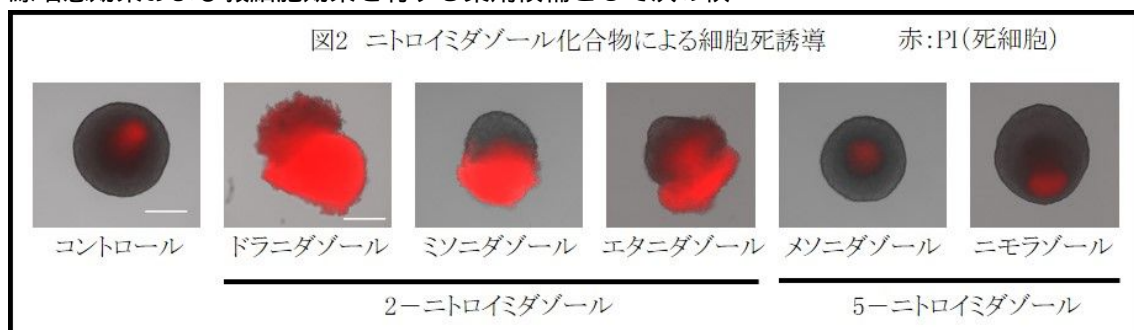 図2 ニトロイミダゾール化合物による細胞死誘導 赤:PI(死細胞)
コントロール ドラニダゾール ミソニダゾール エタニダゾール メソニダゾール ニモラゾール
2-ニトロイミダゾール 5-ニトロイミダゾール